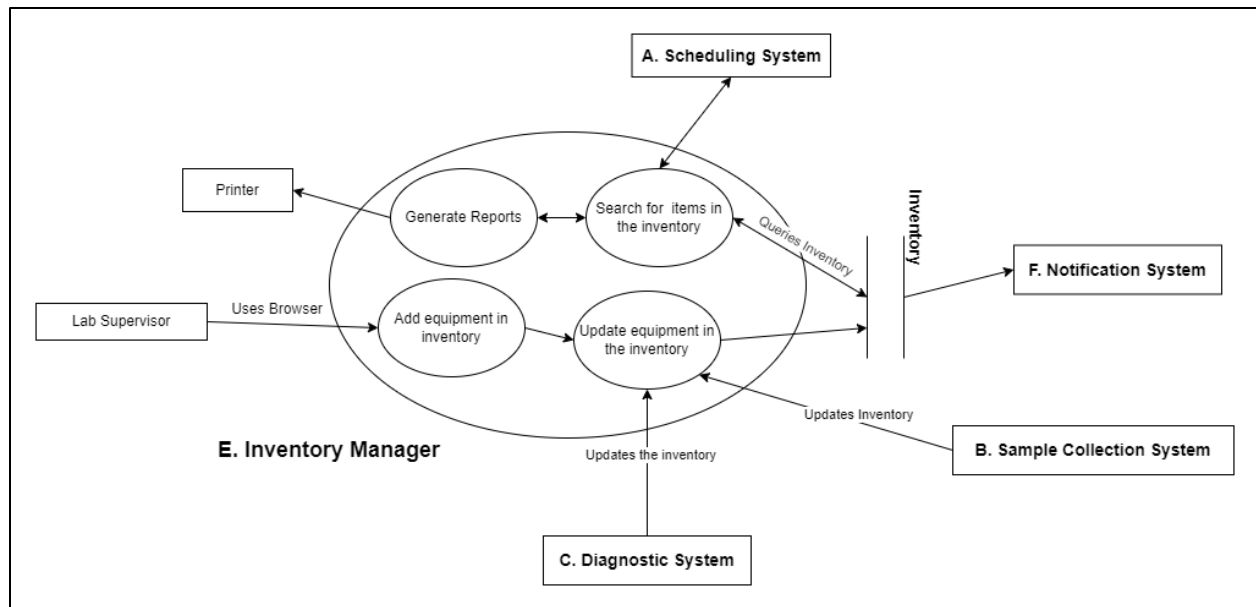 A. Scheduling System
Printer
Generate Reports
Search for items in
the inventory
Queries Inventory
Inventory
F. Notification System
Lab Supervisor
Uses Browser
Add equipment in
inventory
Update equipment in
the inventory
Updates Inventory
E. Inventory Manager
Updates the inventory
B. Sample Collection System
C. Diagnostic System